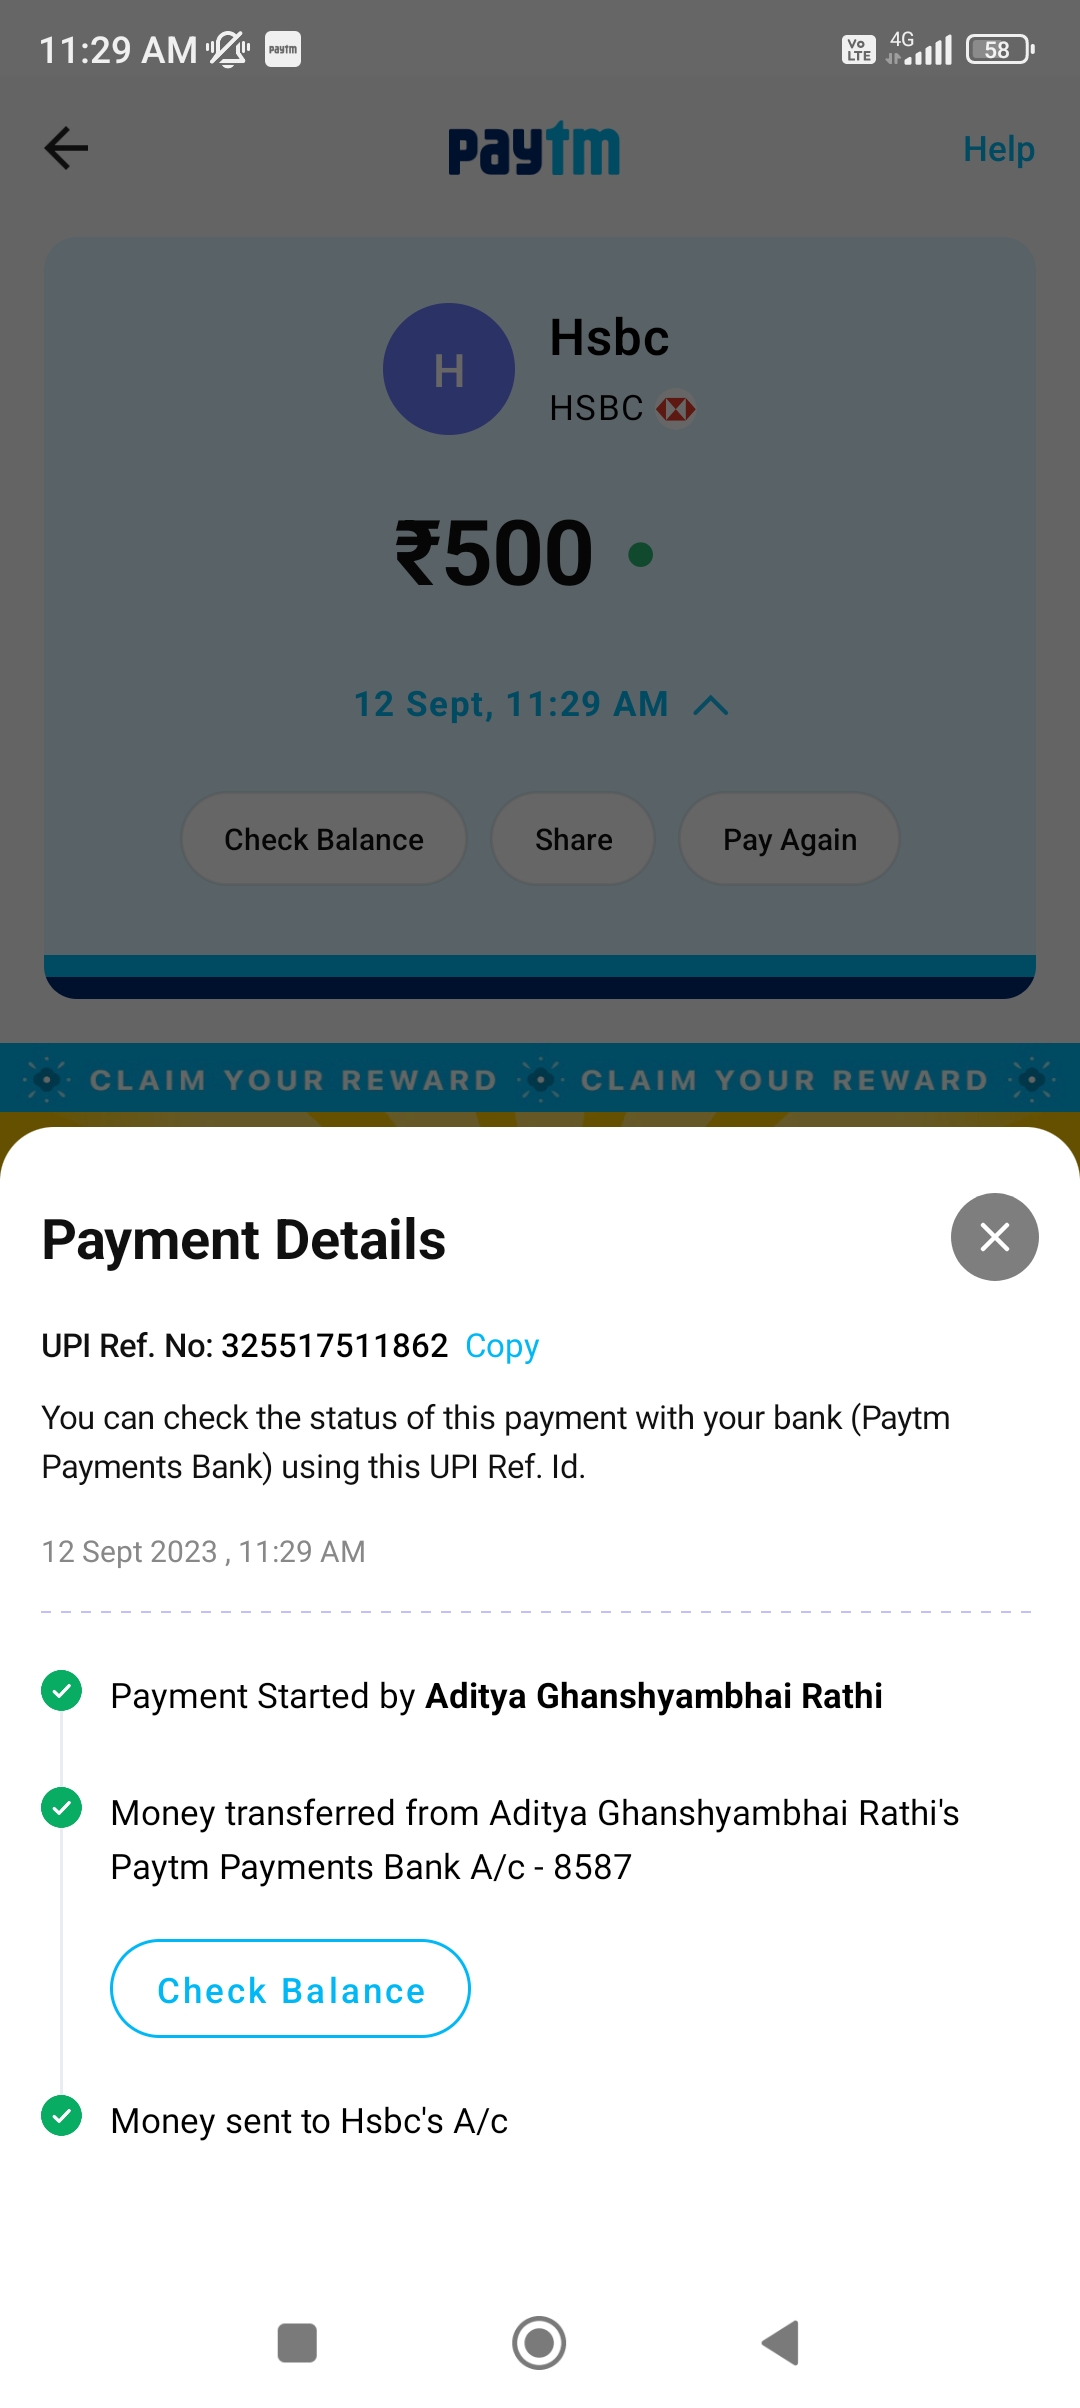 11:29 AM paytm Vo LTE 4G 58
paytm Help
H Hsbc
HSBC
₹500
12 Sept, 11:29 AM
Check Balance Share Pay Again
CLAIM YOUR REWARD CLAIM YOUR REWARD
Payment Details
UPI Ref. No: 325517511862 Copy
You can check the status of this payment with your bank (Paytm
Payments Bank) using this UPI Ref. Id.
12 Sept 2023 , 11:29 AM
Payment Started by Aditya Ghanshyambhai Rathi
Money transferred from Aditya Ghanshyambhai Rathi's
Paytm Payments Bank A/c - 8587
Check Balance
Money sent to Hsbc's A/c